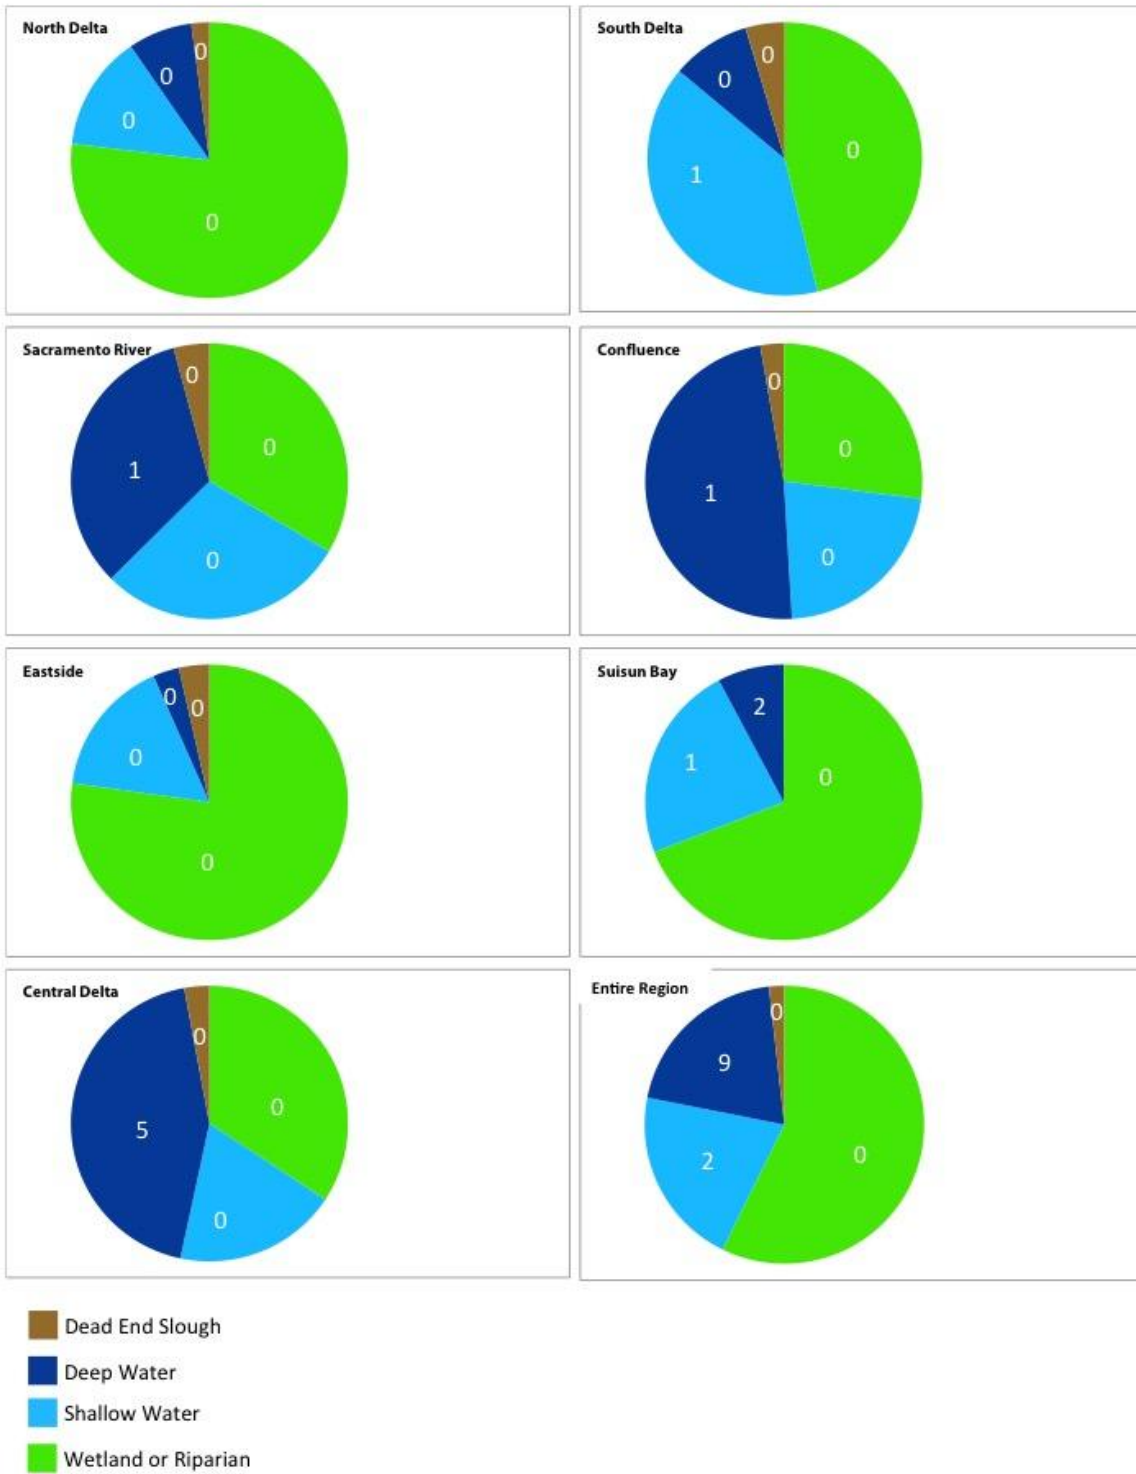 North Delta
0
0
0
0
South Delta
0
0
0
1
Sacramento River
0
0
1
0
Confluence
0
0
1
0
Eastside
0
0
0
0
Suisun Bay
2
1
0
Central Delta
0
0
5
0
Entire Region
0
9
0
2
Dead End Slough
Deep Water
Shallow Water
Wetland or Riparian